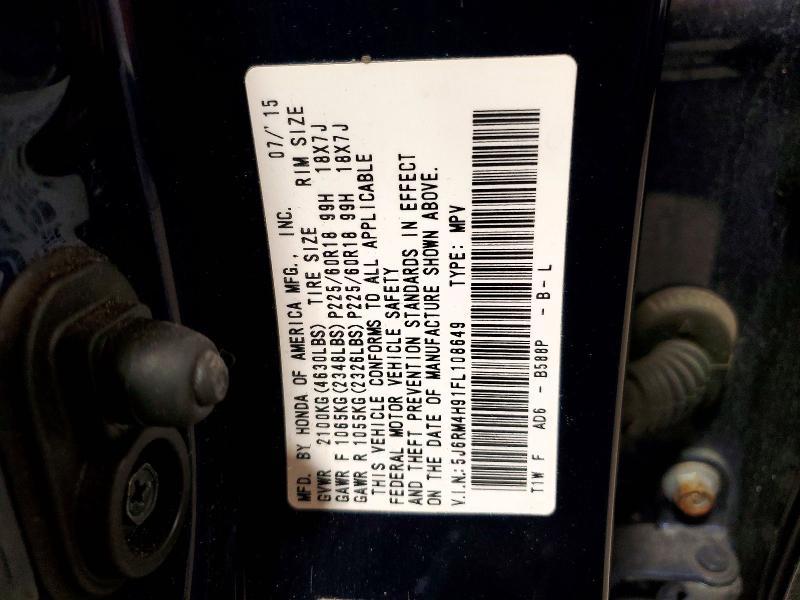 MFD. BY HONDA OF AMERICA MFG., INC. 07/'15
GVWR 2100KG(4630LBS) TIRE SIZE RIM SIZE
GAWR F 1065KG(2348LBS) P225/60R18 99H 18X7J
GAWR R 1055KG(2326LBS) P225/60R18 99H 18X7J
THIS VEHICLE CONFORMS TO ALL APPLICABLE
FEDERAL MOTOR VEHICLE SAFETY
AND THEFT PREVENTION STANDARDS IN EFFECT
ON THE DATE OF MANUFACTURE SHOWN ABOVE.
V.I.N.: 5J6RM4H91FL108649 TYPE: MPV
T1W F AD6 - B588P - B - L